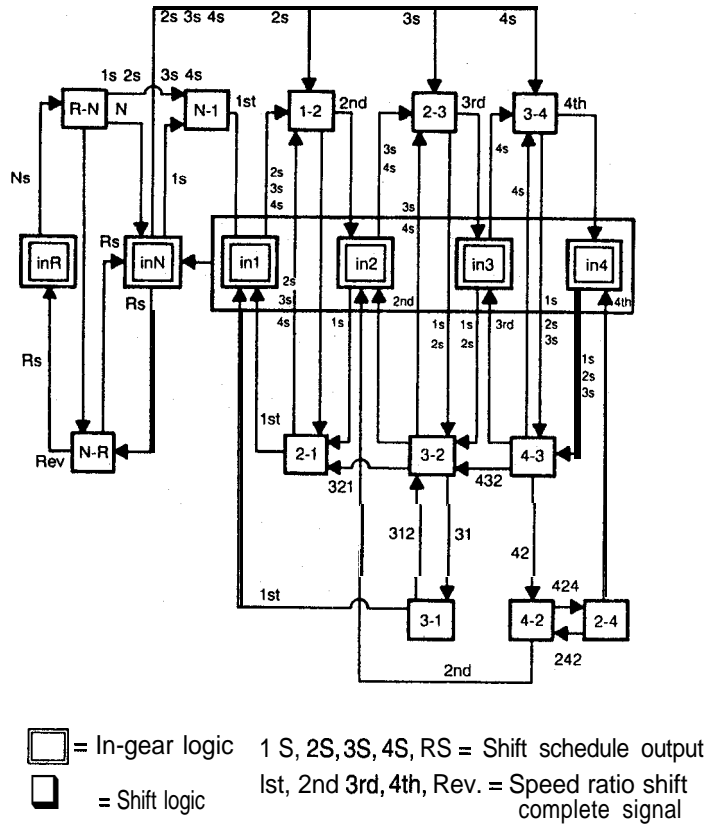 2s 3s 4s 2s 3s 4s
1s 2s 3s 4s
R-N N N-1 1st 1-2 2nd 2-3 3rd 3-4 4th
Ns 1s 2s 3s 4s 3s 4s 4s 4s
3s 4s
Rs
inR inN in1 in2 in3 in4
Rs 2s 3s 4s 1s 2nd 1s 2s 1s 2s 3rd 1s 2s 3s 4th
Rs 1s 2s 3s
1st
Rev N-R 2-1 3-2 4-3
321 432
312 31 42
1st 424
3-1 4-2 2-4
242
2nd
= In-gear logic 1 S, 2S, 3S, 4S, RS = Shift schedule output
= Shift logic lst, 2nd 3rd, 4th, Rev. = Speed ratio shift
complete signal